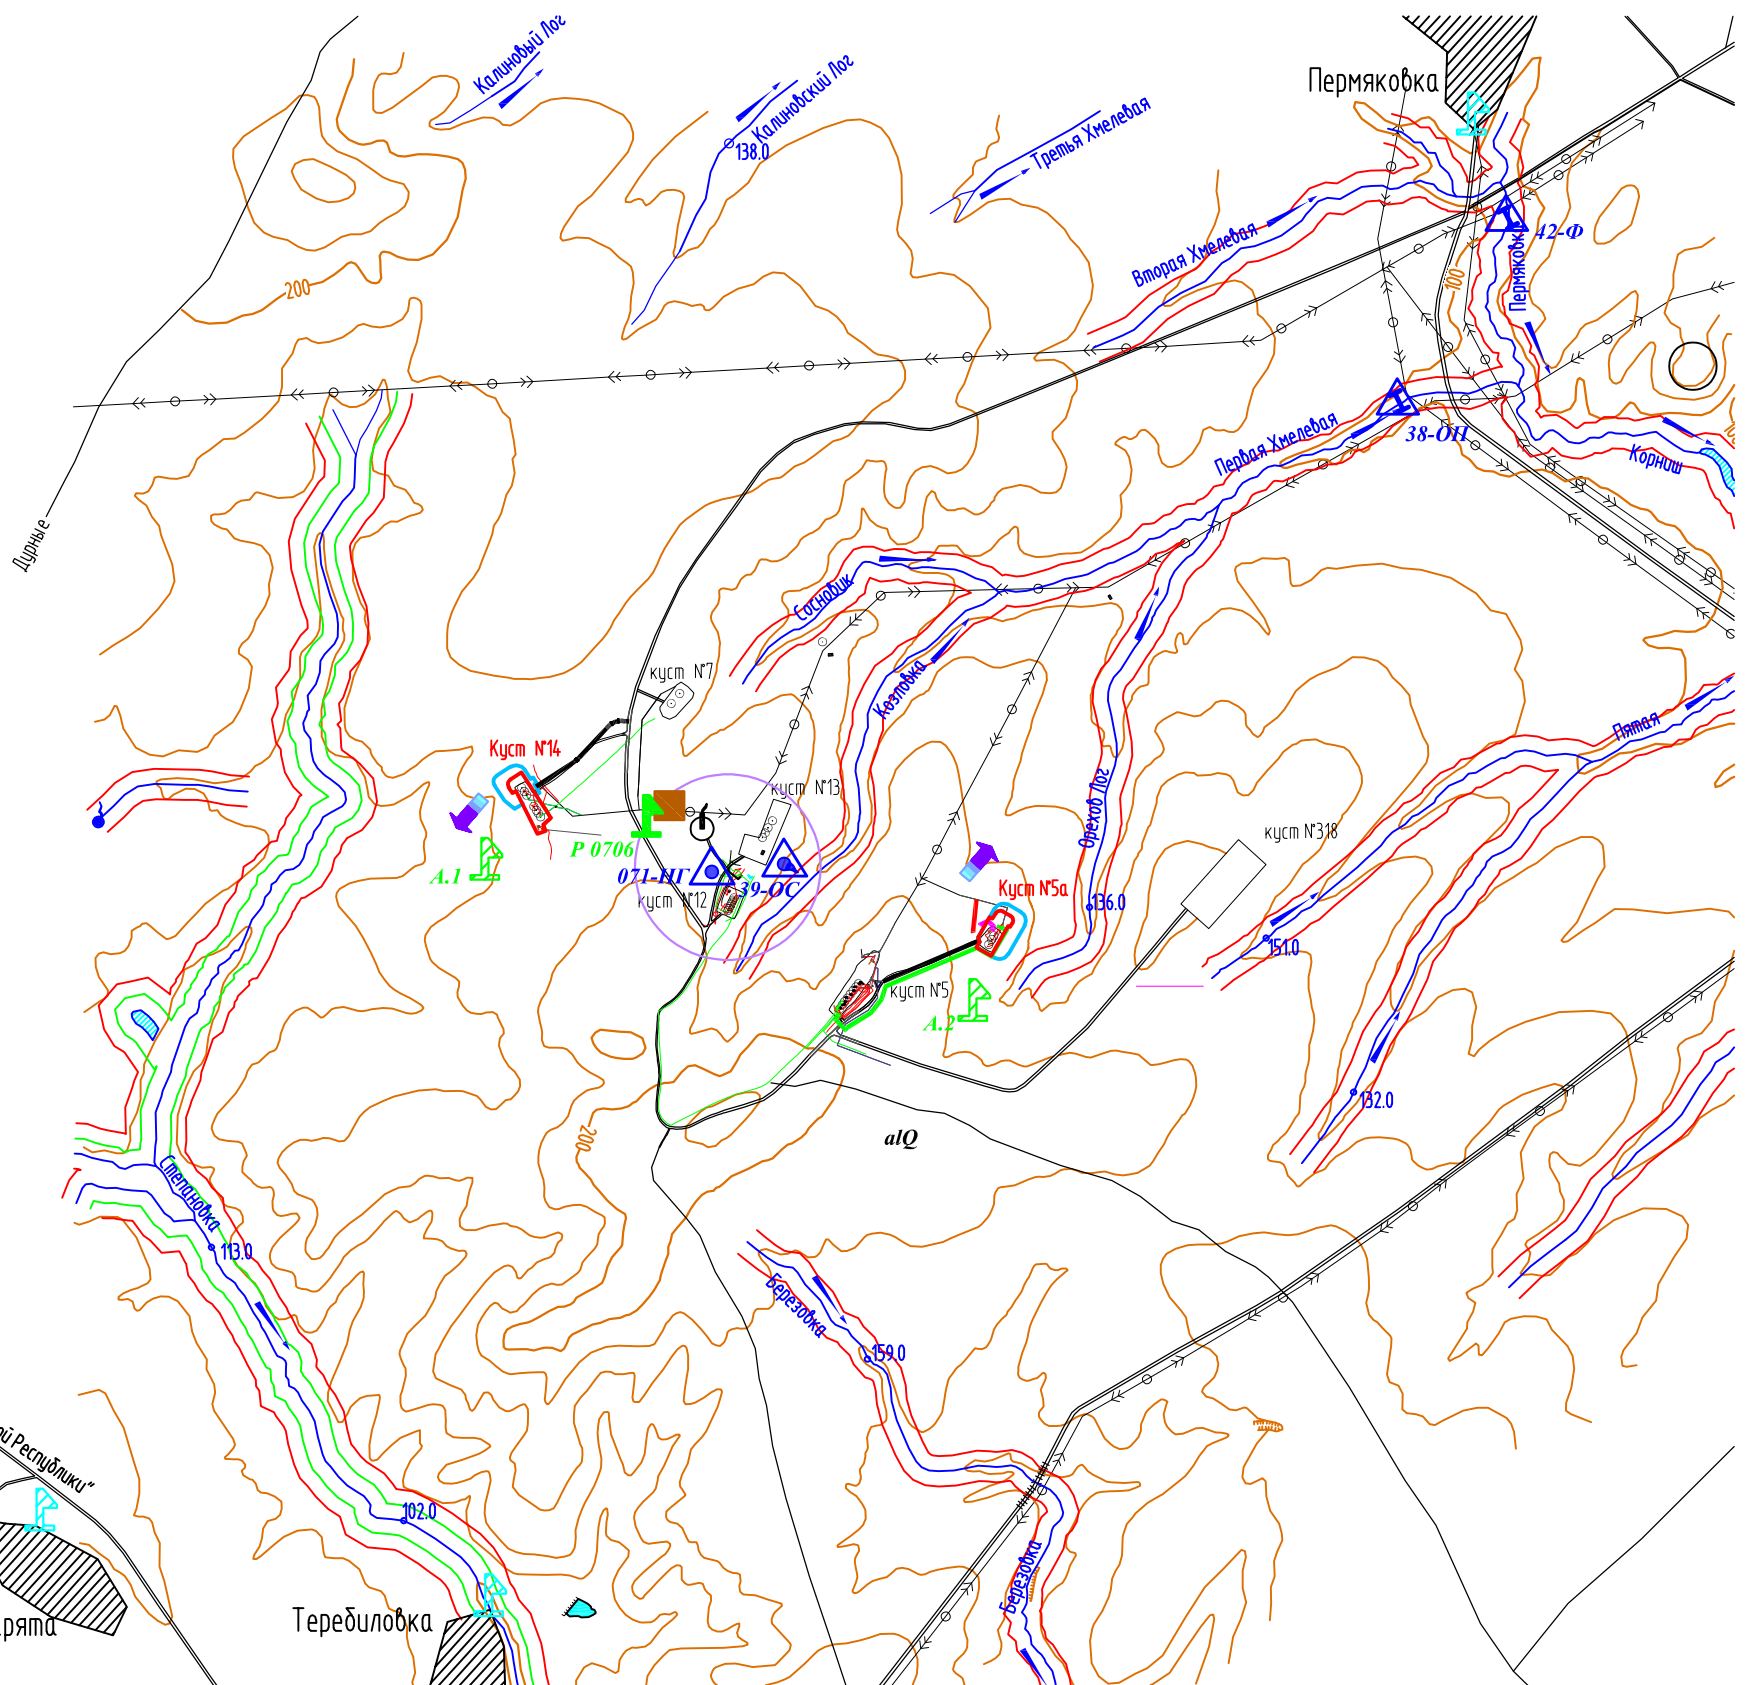 Калиновый Лог
Калиновский Лог
138.0
Третья Хмелевая
Пермяковка
Вторая Хмелевая
42-Ф
Пермяковка
100
200
Первая Хмелевая
38-ОП
Корниш
Дурные
Сосновик
Козловка
куст №7
Куст №14
Пятая
куст №13
Орехов Лог
куст №318
Р 0706
А.1
071-НГ
39-ОС
куст №12
Куст №5а
136.0
151.0
куст №5
А.2
132.0
200
alQ
Степановка
113.0
Березовка
159.0
ой Республики"
102.0
Березовка
Теребиловка
рята